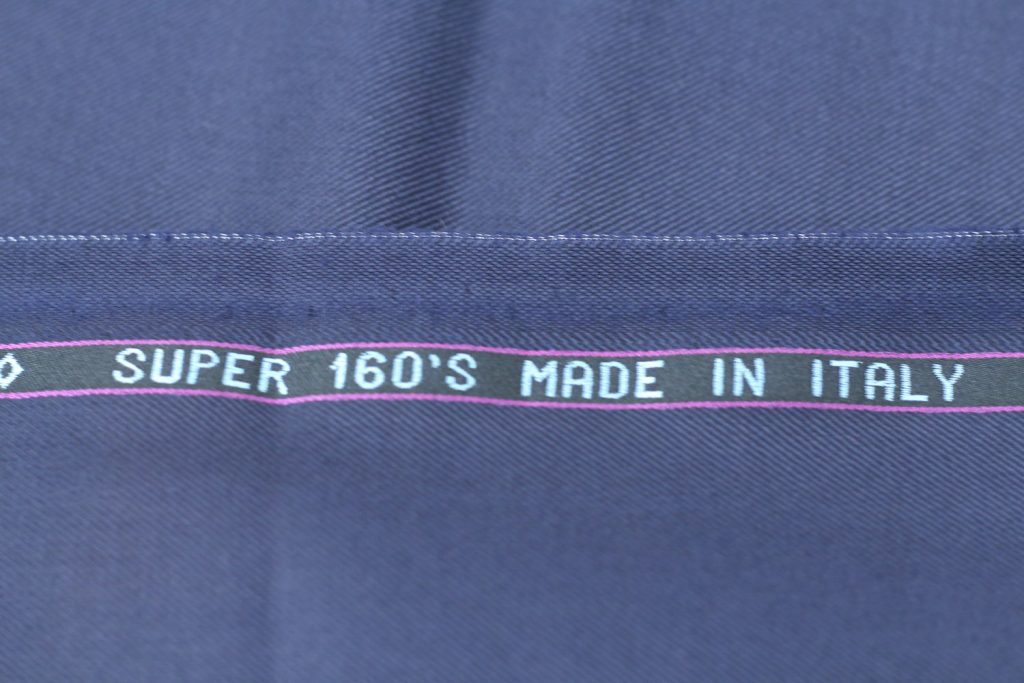 SUPER 160'S MADE IN ITALY